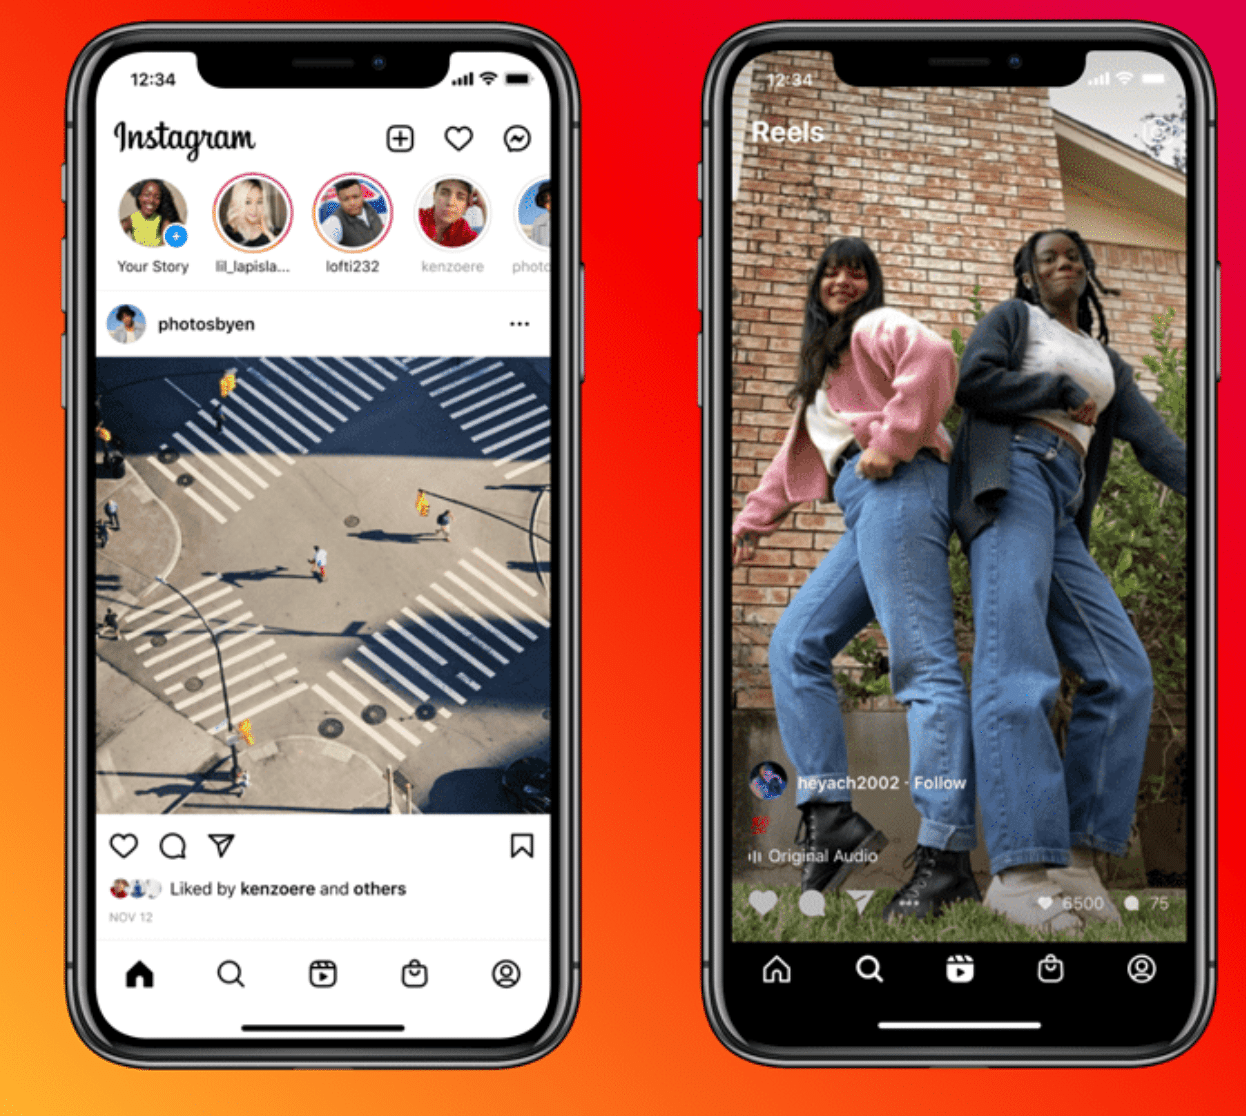 12:34
Instagram
Your Story
lil_lapisla...
lofti232
kenzoere
photo
photosbyen
Liked by kenzoere and others
NOV 12
12:34
Reels
heyach2002 · Follow
💯
Original Audio
6500
75